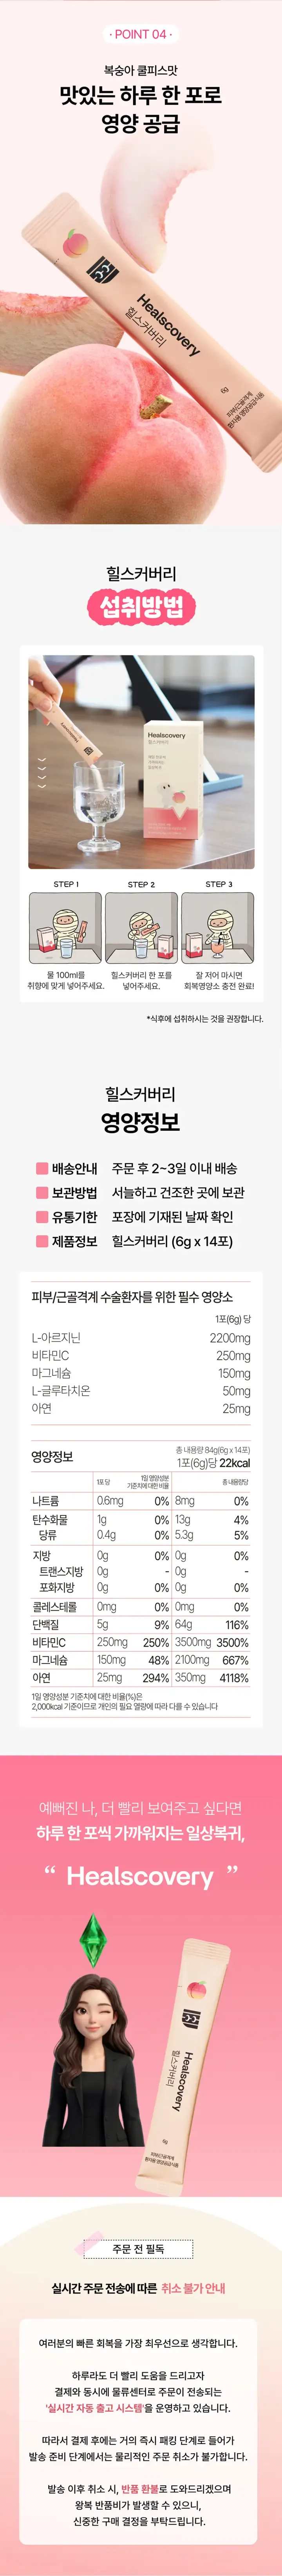 · POINT 04 ·
복숭아 쿨피스맛
맛있는 하루 한 포로
영양 공급
Healscovery
힐스커버리
6g
피부/근골격계
환자용 영양공급식품
힐스커버리
섭취방법
Healscovery
힐스커버리
STEP 1
STEP 2
STEP 3
물 100ml를
취향에 맞게 넣어주세요.
힐스커버리 한 포를
넣어주세요.
잘 저어 마시면
회복영양소 충전 완료!
*식후에 섭취하시는 것을 권장합니다.
힐스커버리
영양정보
배송안내 주문 후 2~3일 이내 배송
보관방법 서늘하고 건조한 곳에 보관
유통기한 포장에 기재된 날짜 확인
제품정보 힐스커버리 (6g x 14포)
피부/근골격계 수술환자를 위한 필수 영양소
1포(6g) 당
L-아르지닌 2200mg
비타민C 250mg
마그네슘 150mg
L-글루타치온 50mg
아연 25mg
영양정보
총 내용량 84g(6g x 14포)
1포(6g)당 22kcal
1포 당 1일 영양성분 기준치에 대한 비율 총 내용량당
나트륨 0.6mg 0% 8mg 0%
탄수화물 1g 0% 13g 4%
당류 0.4g 0% 5.3g 5%
지방 0g 0% 0g 0%
트랜스지방 0g - 0g -
포화지방 0g 0% 0g 0%
콜레스테롤 0mg 0% 0mg 0%
단백질 5g 9% 64g 116%
비타민C 250mg 250% 3500mg 3500%
마그네슘 150mg 48% 2100mg 667%
아연 25mg 294% 350mg 4118%
1일 영양성분 기준치에 대한 비율(%)은
2,000kcal 기준이므로 개인의 필요 열량에 따라 다를 수 있습니다
예뻐진 나, 더 빨리 보여주고 싶다면
하루 한 포씩 가까워지는 일상복귀,
“ Healscovery ”
Healscovery
힐스커버리
6g
피부/근골격계
환자용 영양공급식품
주문 전 필독
실시간 주문 전송에 따른 취소 불가 안내
여러분의 빠른 회복을 가장 최우선으로 생각합니다.
하루라도 더 빨리 도움을 드리고자
결제와 동시에 물류센터로 주문이 전송되는
'실시간 자동 출고 시스템'을 운영하고 있습니다.
따라서 결제 후에는 거의 즉시 패킹 단계로 들어가
발송 준비 단계에서는 물리적인 주문 취소가 불가합니다.
발송 이후 취소 시, 반품 환불로 도와드리겠으며
왕복 반품비가 발생할 수 있으니,
신중한 구매 결정을 부탁드립니다.